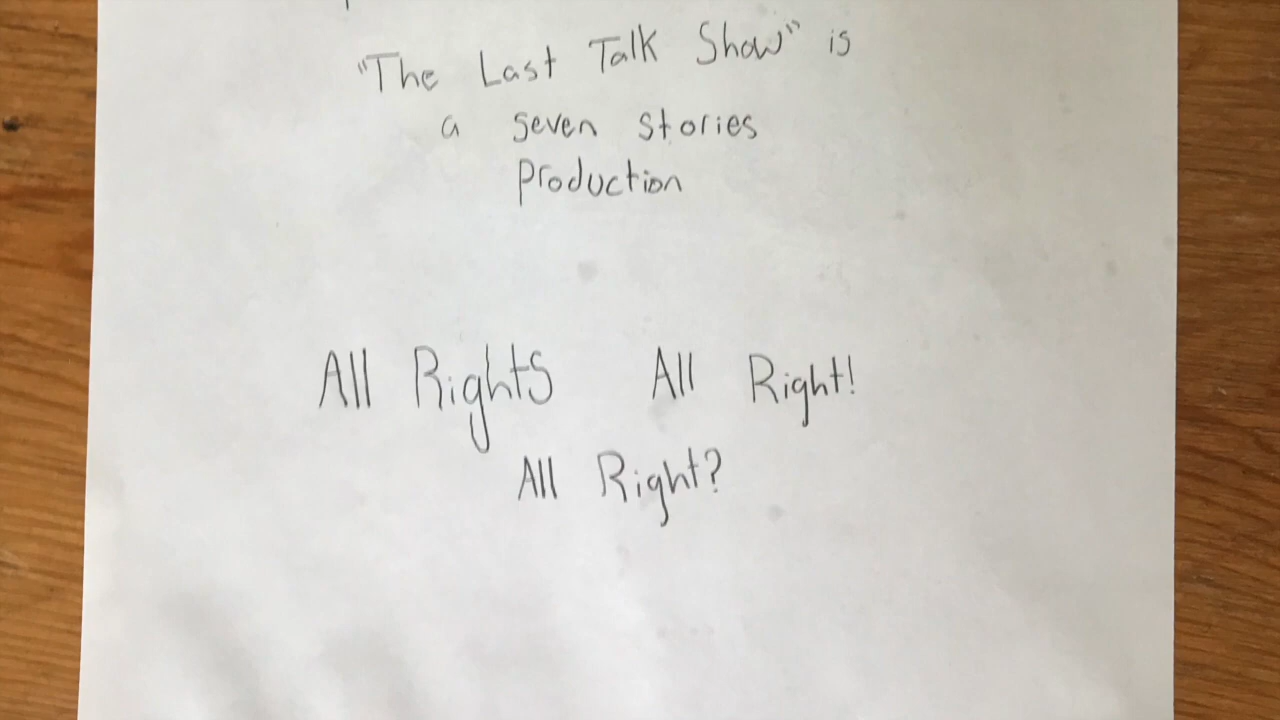 "The Last Talk Show" is
a seven stories
production
All Rights All Right!
All Right?